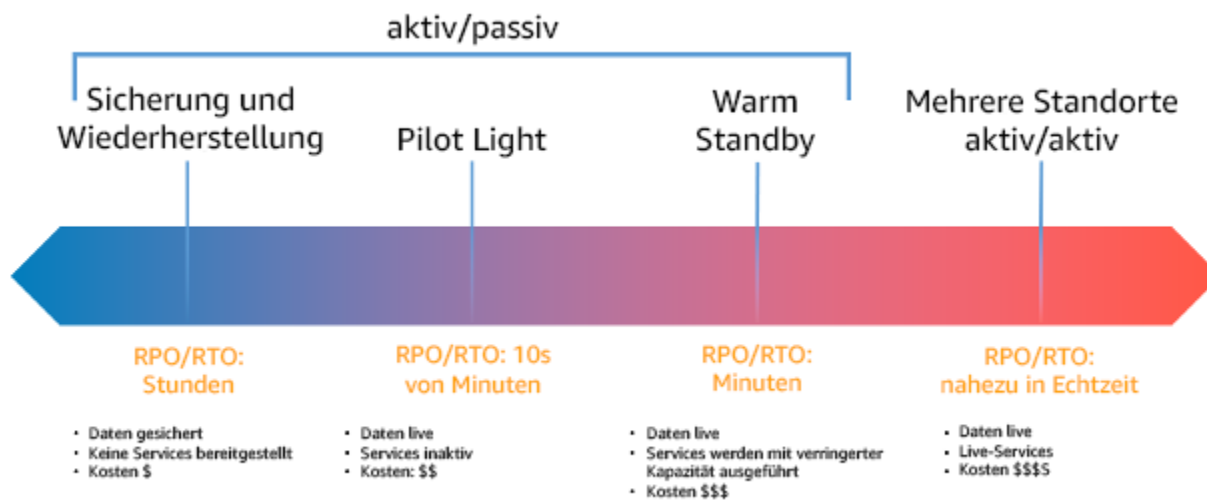 aktiv/passiv
Sicherung und
Wiederherstellung
Pilot Light
Warm
Standby
Mehrere Standorte
aktiv/aktiv
RPO/RTO:
Stunden
RPO/RTO: 10s
von Minuten
RPO/RTO:
Minuten
RPO/RTO:
nahezu in Echtzeit
• Daten gesichert
• Keine Services bereitgestellt
• Kosten $
• Daten live
• Services inaktiv
• Kosten: $$
• Daten live
• Services werden mit verringerter
Kapazität ausgeführt
• Kosten $$$
• Daten live
• Live-Services
• Kosten $$$S